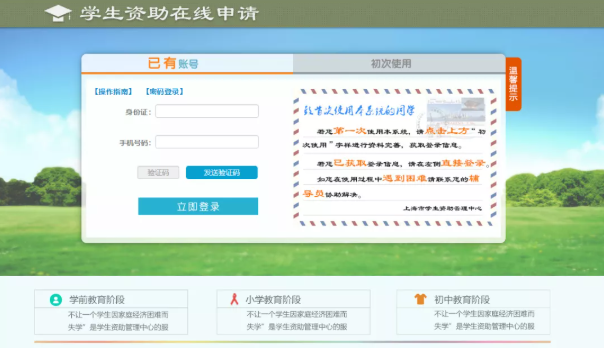 学生资助在线申请
已有账号
初次使用
温馨提示
【操作指南】 【密码登录】
身份证：
手机号码：
验证码
发送验证码
立即登录
致首次使用本系统的同学
若您第一次使用本系统，请点击上方“初
次使用”字样进行资料完善，获取登录信息。
若您已获取登录信息，请在左侧直接登录。
如您在使用过程中遇到困难请联系您的辅
导员协助解决。
上海市学生资助管理中心
学前教育阶段
不让一个学生因家庭经济困难而
失学”是学生资助管理中心的服
小学教育阶段
不让一个学生因家庭经济困难而
失学”是学生资助管理中心的服
初中教育阶段
不让一个学生因家庭经济困难而
失学”是学生资助管理中心的服